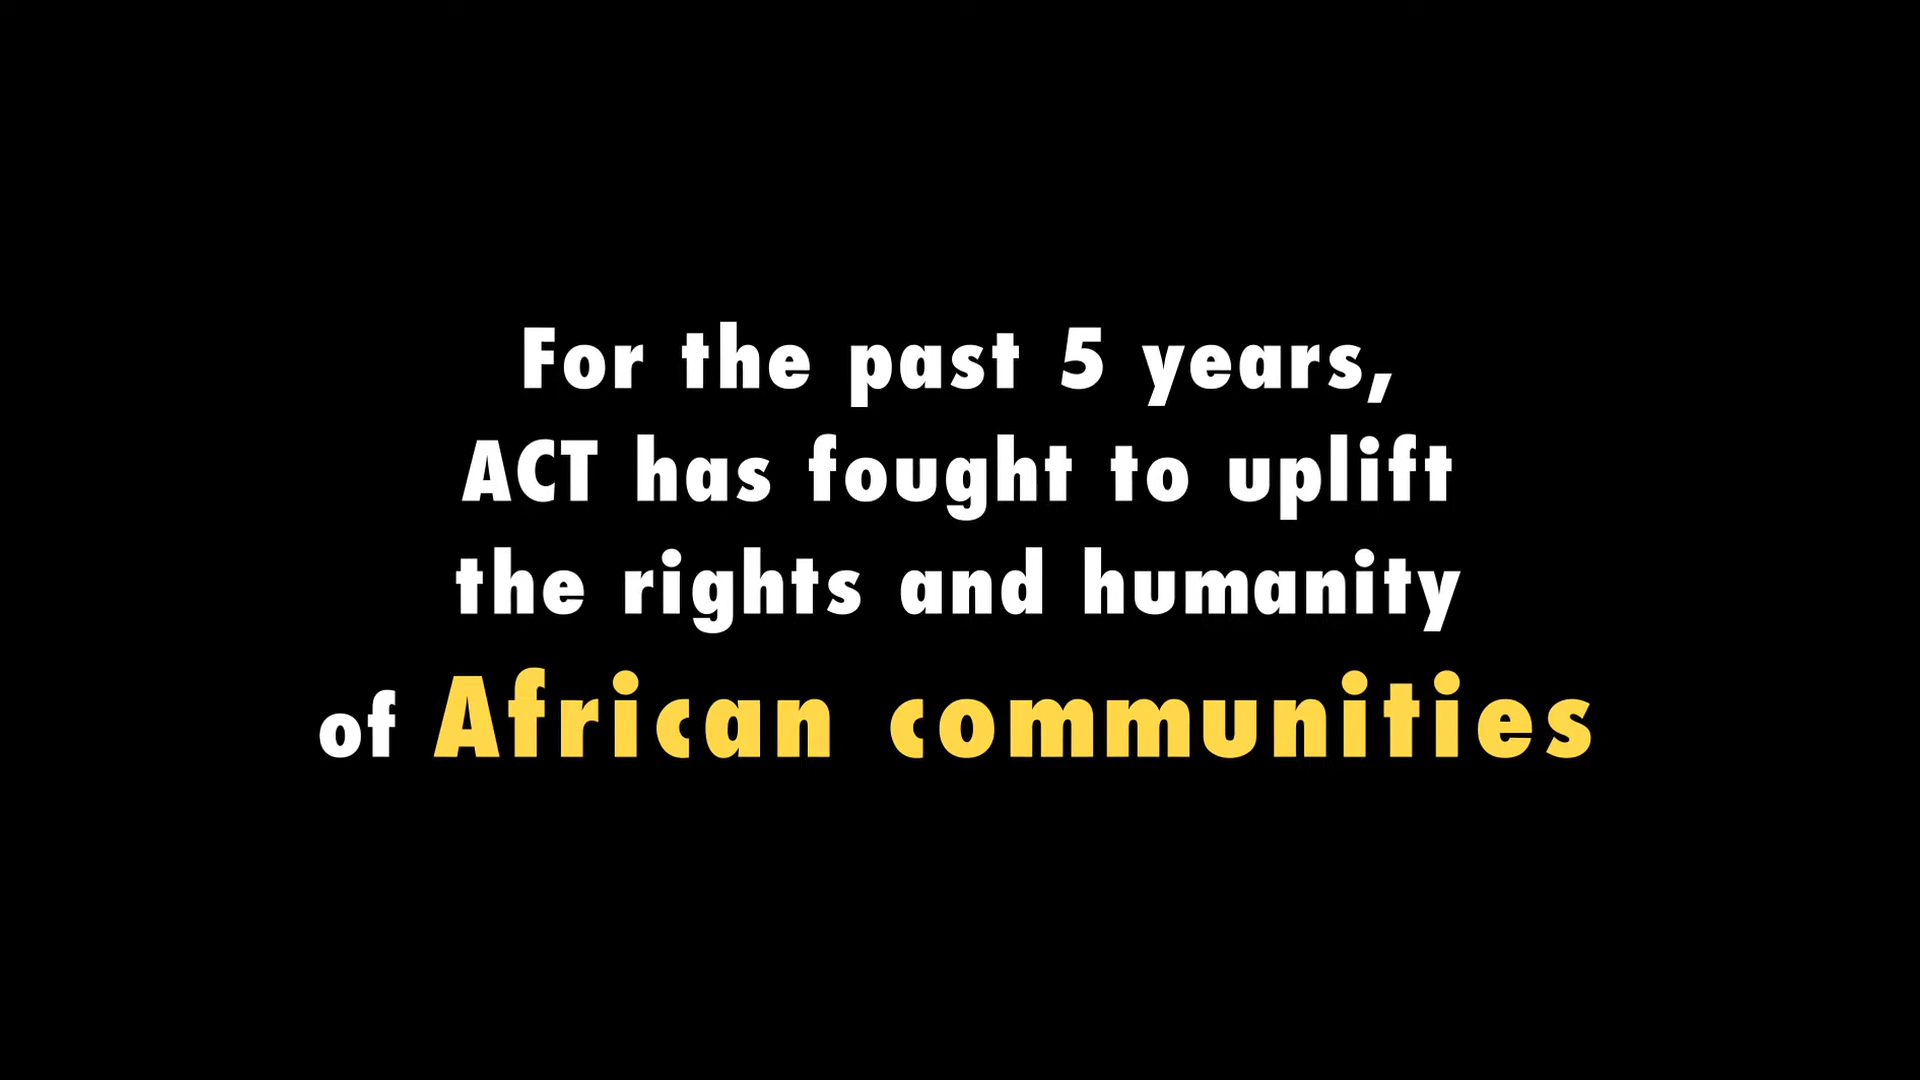 For the past 5 years,
ACT has fought to uplift
the rights and humanity
of African communities